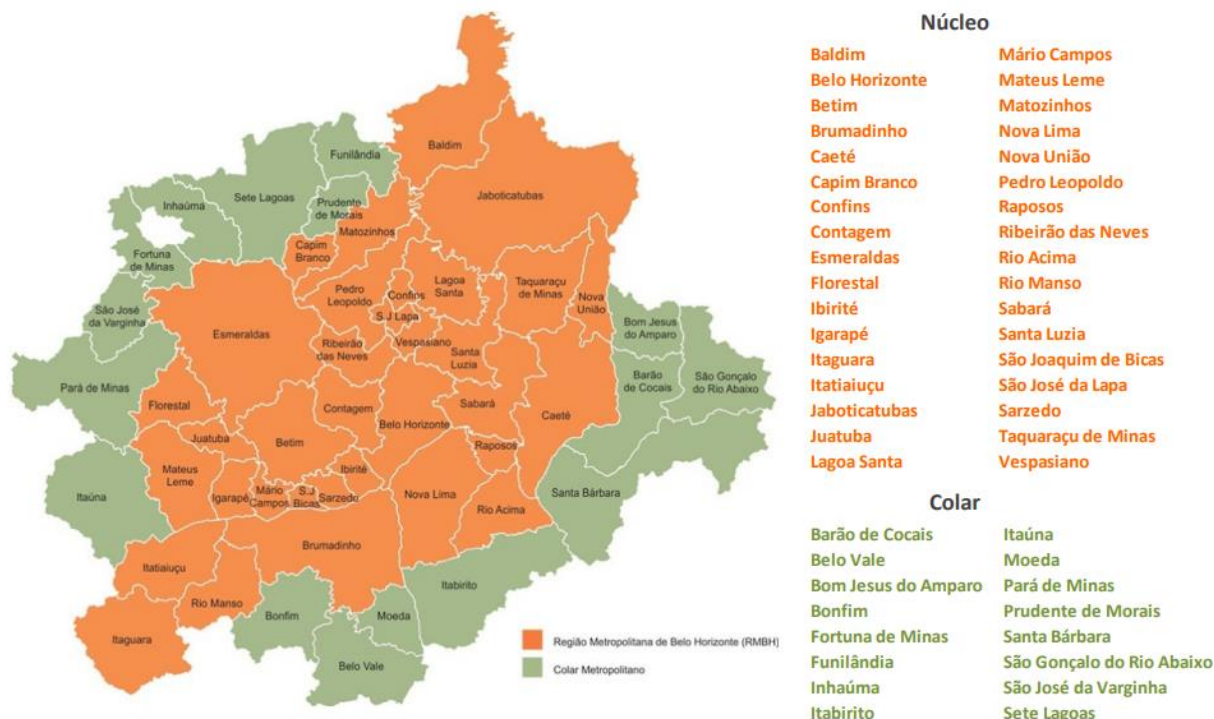 Baldim
Funilândia
Jaboticatubas
Sete Lagoas
Inhaúma
Prudente
de Morais
Matozinhos
Capim
Branco
Fortuna
de Minas
Lagoa
Santa
Taquaraçu
de Minas
Pedro
Leopoldo
Confins
Nova
União
São José
da Varginha
S.J Lapa
Esmeraldas
Bom Jesus
do Amparo
Ribeirão
das Neves
Vespasiano
Santa
Luzia
Pará de Minas
Barão
de Cocais
São Gonçalo
do Rio Abaixo
Florestal
Contagem
Sabará
Caeté
Belo Horizonte
Juatuba
Betim
Raposos
Mateus
Leme
Ibirité
Itaúna
Igarapé
Mário
Campos
S.J
Bicas
Sarzedo
Nova Lima
Santa Bárbara
Rio Acima
Brumadinho
Itatiaiuçu
Itabirito
Rio Manso
Bonfim
Moeda
Itaguara
Belo Vale
Região Metropolitana de Belo Horizonte (RMBH)
Colar Metropolitano
Núcleo
Baldim
Belo Horizonte
Betim
Brumadinho
Caeté
Capim Branco
Confins
Contagem
Esmeraldas
Florestal
Ibirité
Igarapé
Itaguara
Itatiaiuçu
Jaboticatubas
Juatuba
Lagoa Santa
Mário Campos
Mateus Leme
Matozinhos
Nova Lima
Nova União
Pedro Leopoldo
Raposos
Ribeirão das Neves
Rio Acima
Rio Manso
Sabará
Santa Luzia
São Joaquim de Bicas
São José da Lapa
Sarzedo
Taquaraçu de Minas
Vespasiano
Colar
Barão de Cocais
Belo Vale
Bom Jesus do Amparo
Bonfim
Fortuna de Minas
Funilândia
Inhaúma
Itabirito
Itaúna
Moeda
Pará de Minas
Prudente de Morais
Santa Bárbara
São Gonçalo do Rio Abaixo
São José da Varginha
Sete Lagoas